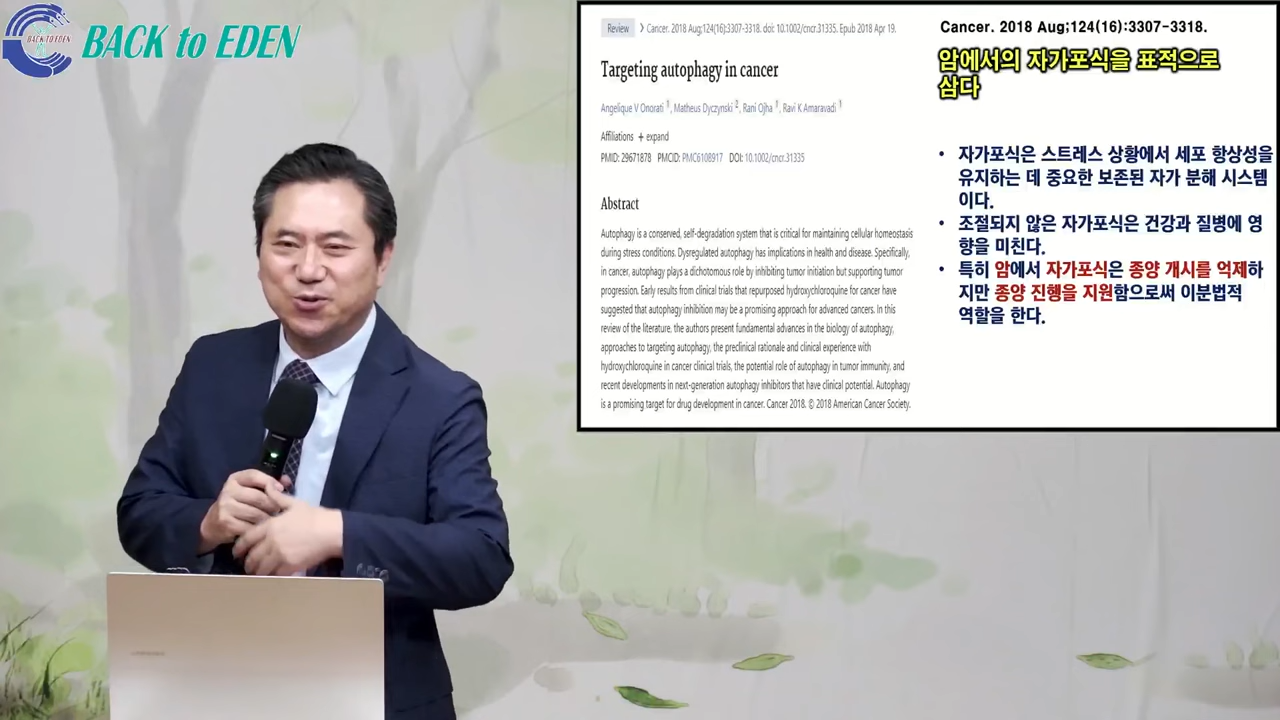 BACK TO EDEN
BACK to EDEN
Review
Cancer. 2018 Aug;124(16):3307-3318. doi: 10.1002/cncr.31335. Epub 2018 Apr 19.
Targeting autophagy in cancer
Angelique V Onorati 1, Matheus Dyczynski 2, Rani Ojha 1, Ravi K Amaravadi 1
Affiliations + expand
PMID: 29671878 PMCID: PMC6108917 DOI: 10.1002/cncr.31335
Abstract
Autophagy is a conserved, self-degradation system that is critical for maintaining cellular homeostasis
during stress conditions. Dysregulated autophagy has implications in health and disease. Specifically,
in cancer, autophagy plays a dichotomous role by inhibiting tumor initiation but supporting tumor
progression. Early results from clinical trials that repurposed hydroxychloroquine for cancer have
suggested that autophagy inhibition may be a promising approach for advanced cancers. In this
review of the literature, the authors present fundamental advances in the biology of autophagy,
approaches to targeting autophagy, the preclinical rationale and clinical experience with
hydroxychloroquine in cancer clinical trials, the potential role of autophagy in tumor immunity, and
recent developments in next-generation autophagy inhibitors that have clinical potential. Autophagy
is a promising target for drug development in cancer. Cancer 2018. © 2018 American Cancer Society.
Cancer. 2018 Aug;124(16):3307-3318.
암에서의 자가포식을 표적으로
삼다
• 자가포식은 스트레스 상황에서 세포 항상성을
유지하는 데 중요한 보존된 자가 분해 시스템
이다.
• 조절되지 않은 자가포식은 건강과 질병에 영
향을 미친다.
• 특히 암에서 자가포식은 종양 개시를 억제하
지만 종양 진행을 지원함으로써 이분법적
역할을 한다.